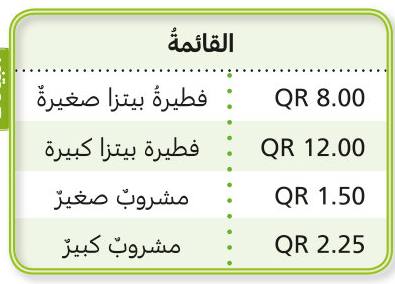 القائمةُ
QR 8.00 فطيرةُ بيتزا صغيرةٌ
QR 12.00 فطيرة بيتزا كبيرة
QR 1.50 مشروبٌ صغيرٌ
QR 2.25 مشروبٌ كبيرٌ